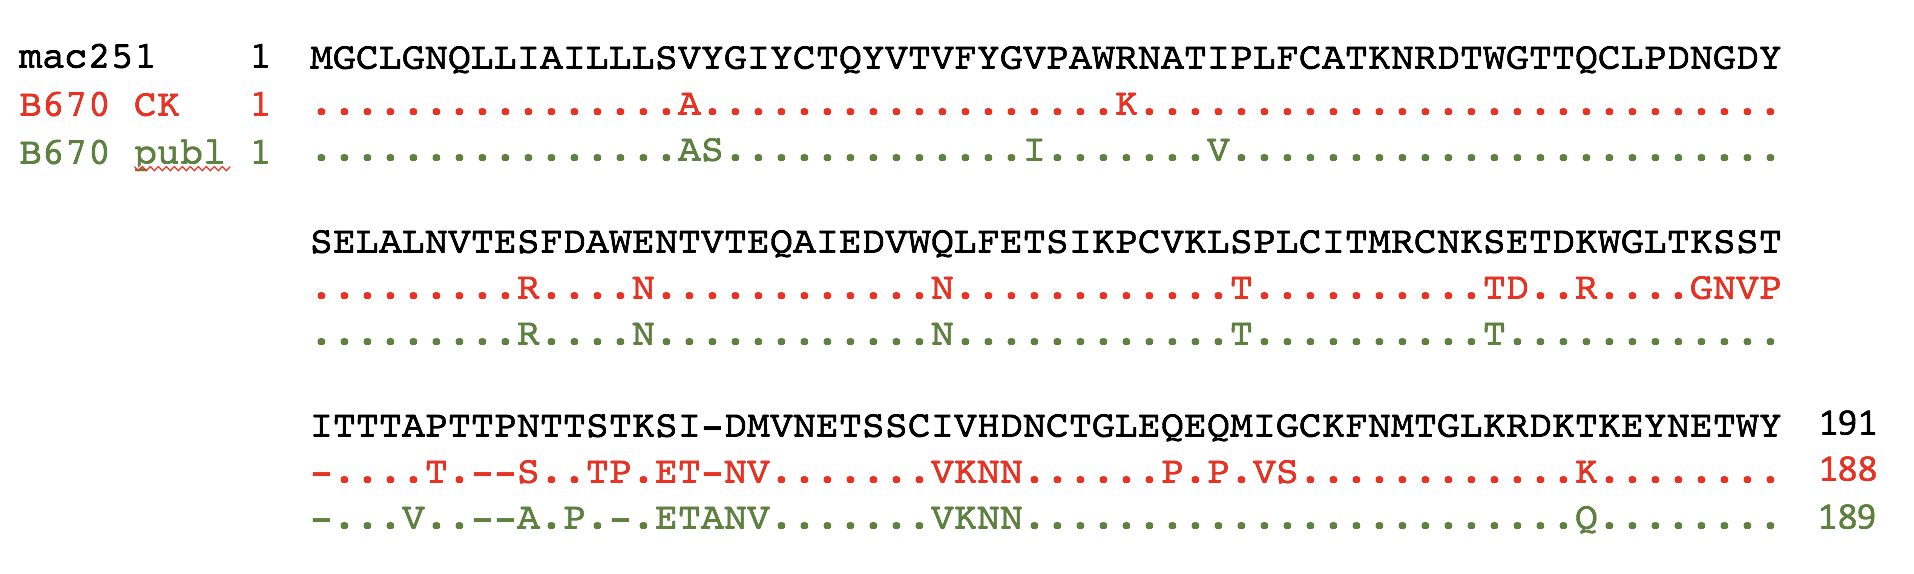 mac251 1 MGCLGNQLLIAILLLSVYGIYCTQYVTVFYGVPAWRNATIPLFCATKNRDTWGTTQCLPDNGDY
B670 CK 1 ................A..................K............................
B670 publ 1 ................AS.............I.......V........................
SELALNVTESFDAWENTVTEQAIEDVWQLFETSIKPCVKLSPLCITMRCNKSETDKWGLTKSST
.........R....N............N............T..........TD..R....GNVP
.........R....N............N............T..........T............
ITTTAPTTPNTTSTKSI-DMVNETSSCIVHDNCTGLEQEQMIGCKFNMTGLKRDKTKEYNETWY 191
-....T.--S..TP.ET-NV.......VKNN......P.P.VS............K........ 188
-...V..--A.P.-.ETANV.......VKNN........................Q........ 189